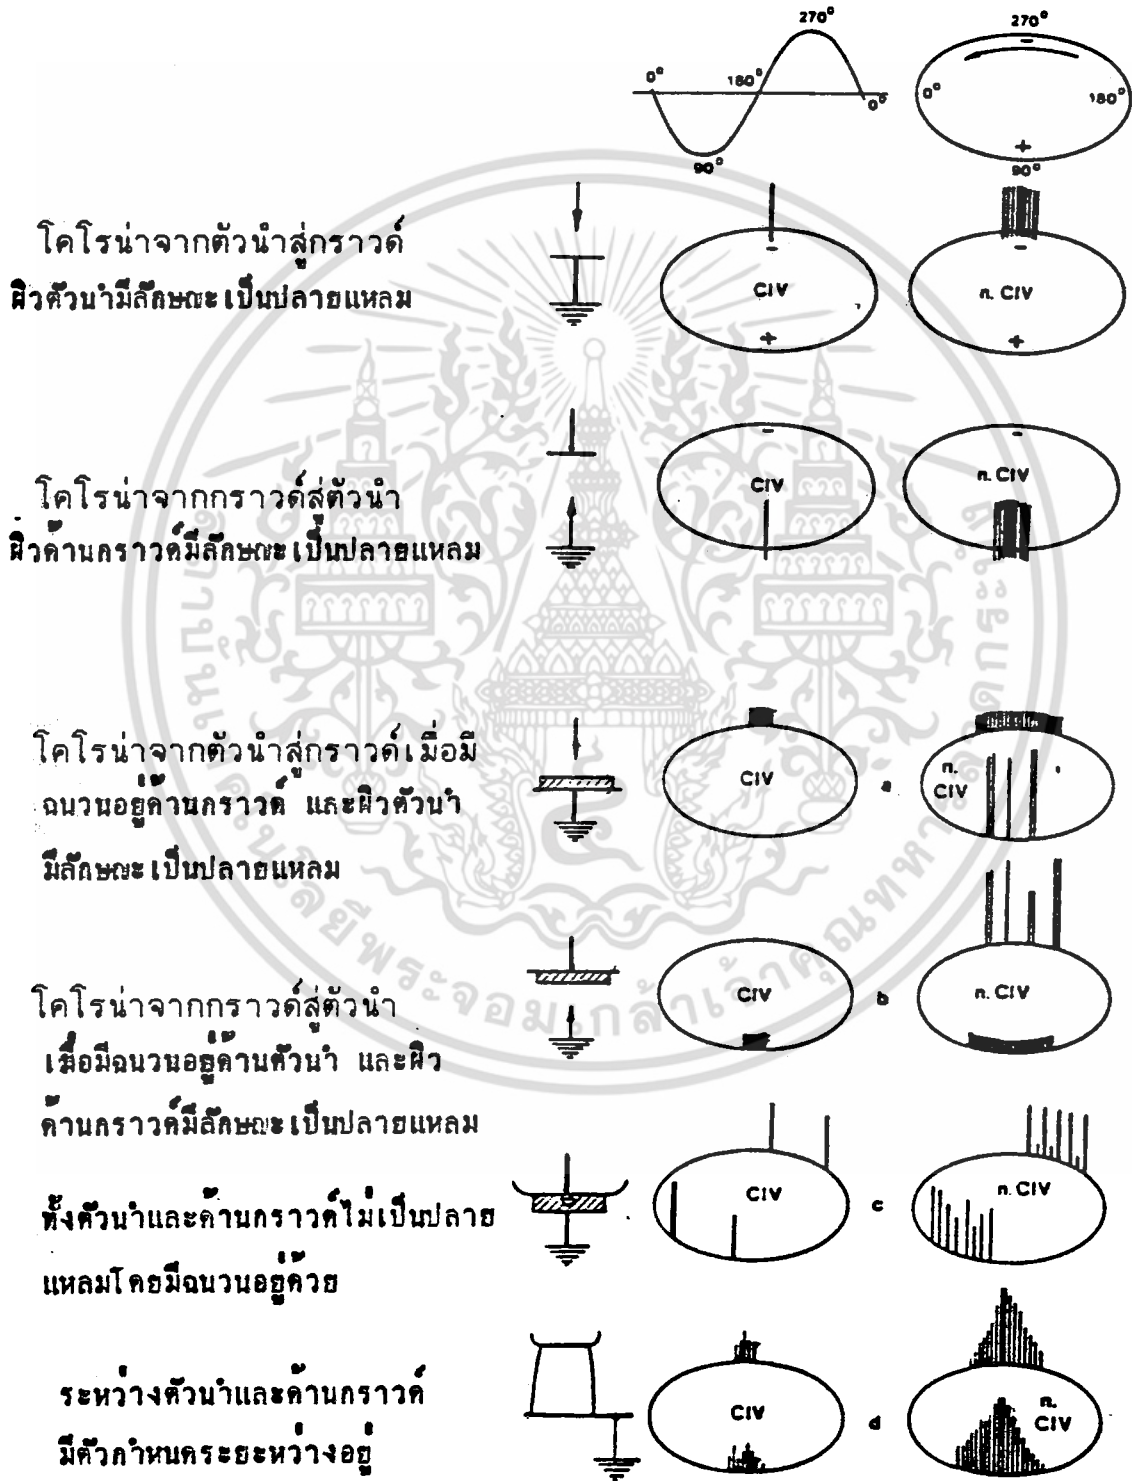 270°
270°
-
0°
180°
0°
0°
180°
90°
+
90°
โคโรน่าจากตัวนำสู่กราวด์
ผิวตัวนำมีลักษณะเป็นปลายแหลม
-
CIV
+
-
n. CIV
+
โคโรน่าจากกราวด์สู่ตัวนำ
ผิวด้านกราวด์มีลักษณะเป็นปลายแหลม
-
CIV
-
n. CIV
โคโรน่าจากตัวนำสู่กราวด์เมื่อมี
ฉนวนอยู่ด้านกราวด์ และผิวตัวนำ
มีลักษณะเป็นปลายแหลม
CIV
a
n.
CIV
โคโรน่าจากกราวด์สู่ตัวนำ
เมื่อมีฉนวนอยู่ด้านตัวนำ และผิว
ด้านกราวด์มีลักษณะเป็นปลายแหลม
CIV
b
n. CIV
ทั้งตัวนำและด้านกราวด์ไม่เป็นปลาย
แหลมโดยมีฉนวนอยู่ด้วย
CIV
c
n. CIV
ระหว่างตัวนำและด้านกราวด์
มีตัวกำหนดระยะหว่างอยู่
CIV
d
n.
CIV